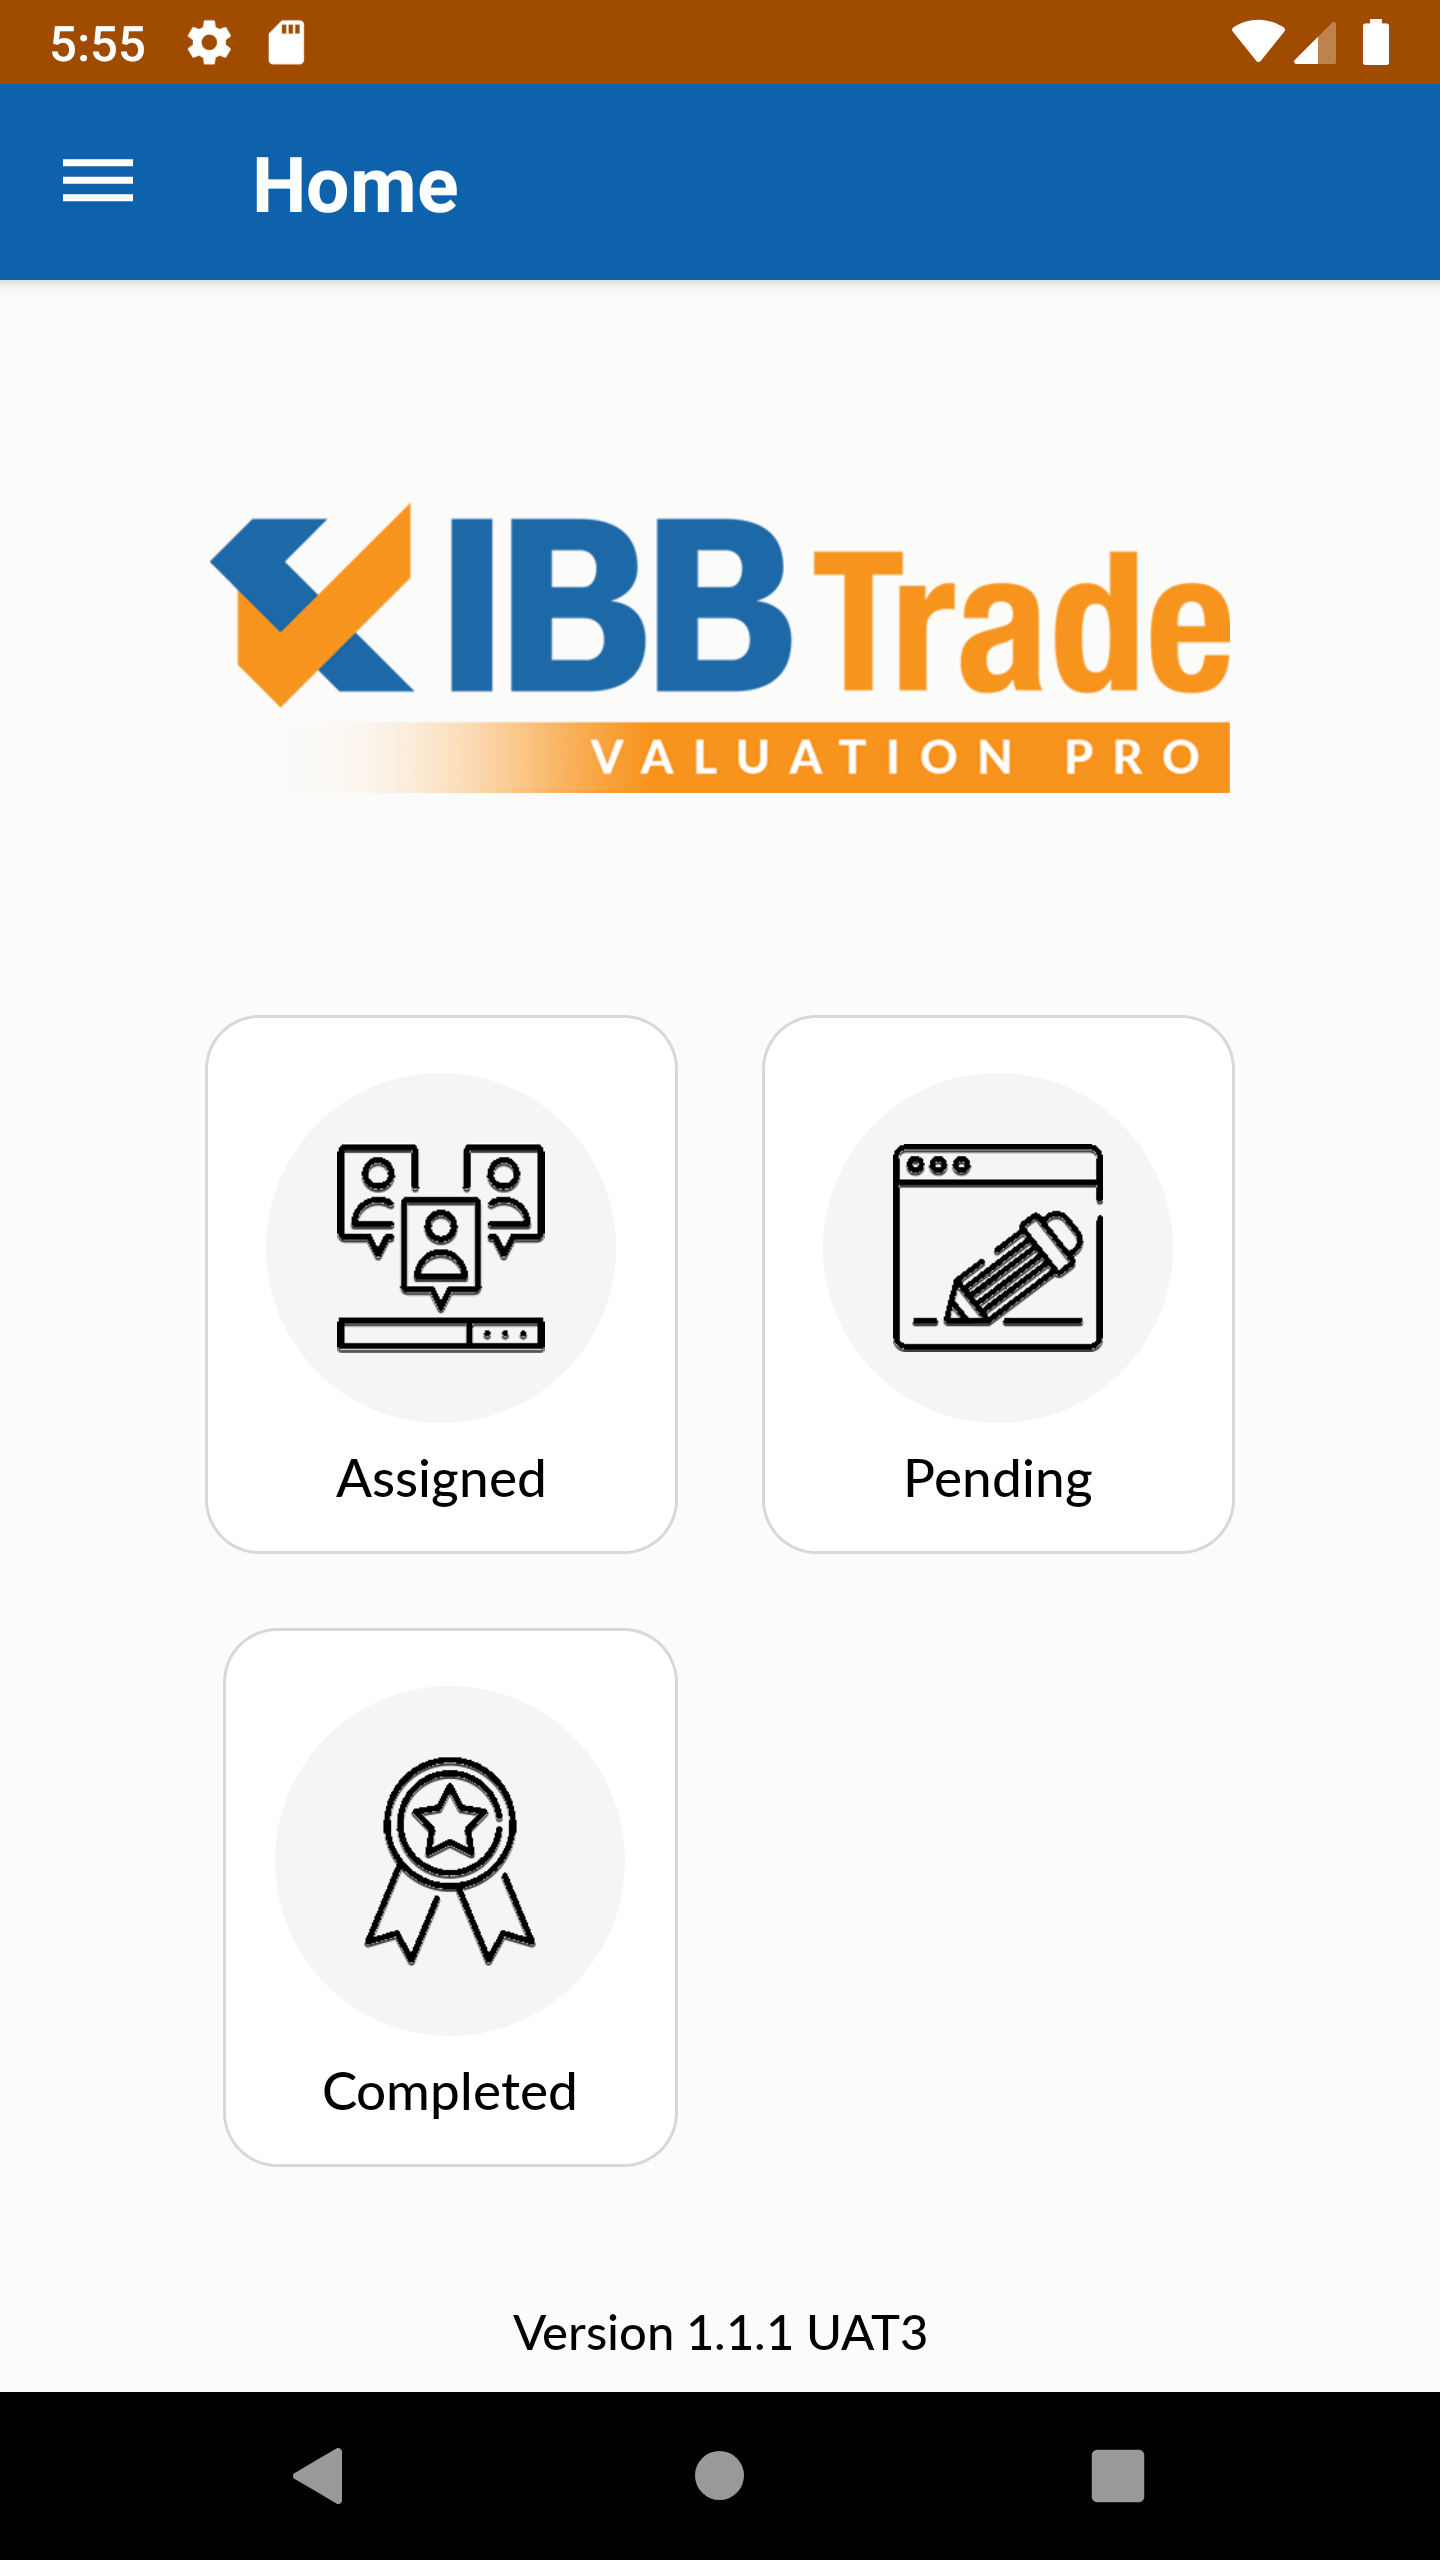 5:55
Home
IBB Trade
VALUATION PRO
Assigned
Pending
Completed
Version 1.1.1 UAT3